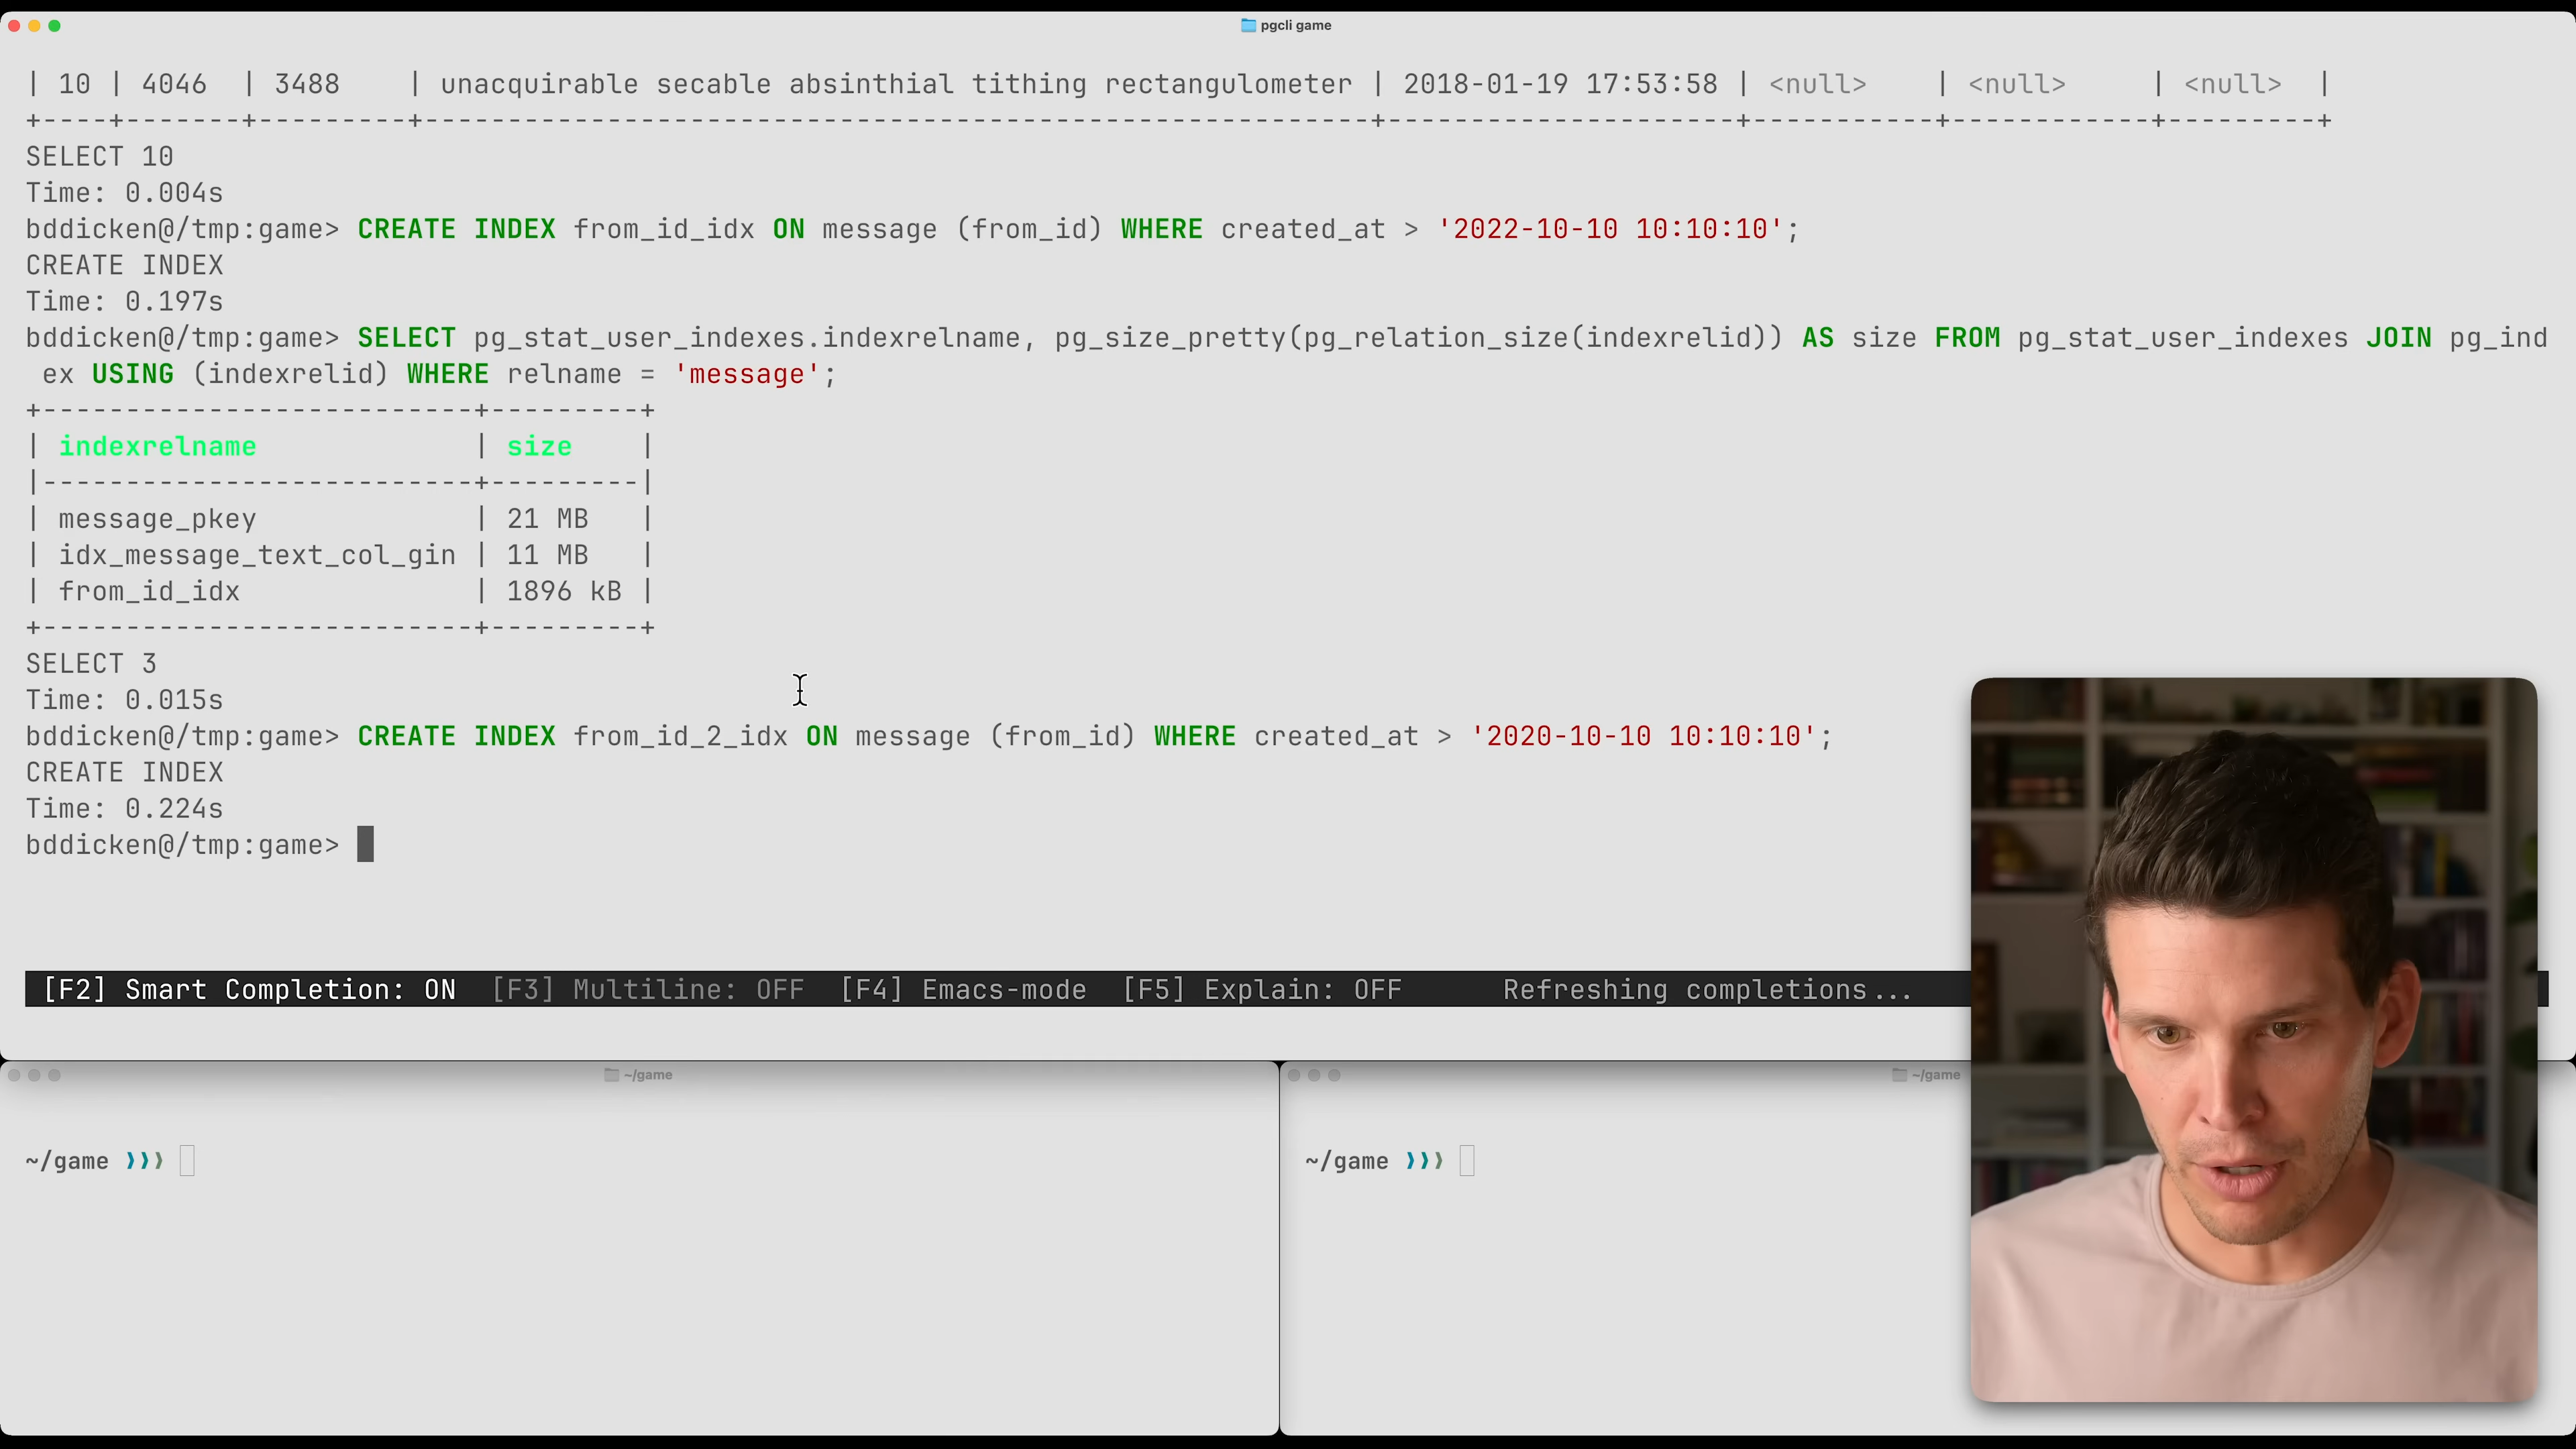 pgcli game
| 10 | 4046 | 3488 | unacquirable secable absinthial tithing rectangulometer | 2018-01-19 17:53:58 | <null> | <null> | <null> |
+----+-------+---------+----------------------------------------------------------+---------------------+-----------+------------+---------+
SELECT 10
Time: 0.004s
bddicken@/tmp:game> CREATE INDEX from_id_idx ON message (from_id) WHERE created_at > '2022-10-10 10:10:10';
CREATE INDEX
Time: 0.197s
bddicken@/tmp:game> SELECT pg_stat_user_indexes.indexrelname, pg_size_pretty(pg_relation_size(indexrelid)) AS size FROM pg_stat_user_indexes JOIN pg_ind
ex USING (indexrelid) WHERE relname = 'message';
+--------------------------+---------+
| indexrelname | size |
|--------------------------+---------|
| message_pkey | 21 MB |
| idx_message_text_col_gin | 11 MB |
| from_id_idx | 1896 kB |
+--------------------------+---------+
SELECT 3
Time: 0.015s
bddicken@/tmp:game> CREATE INDEX from_id_2_idx ON message (from_id) WHERE created_at > '2020-10-10 10:10:10';
CREATE INDEX
Time: 0.224s
bddicken@/tmp:game>
[F2] Smart Completion: ON [F3] Multiline: OFF [F4] Emacs-mode [F5] Explain: OFF Refreshing completions...
~/game
~/game ❯❯❯
~/game
~/game ❯❯❯